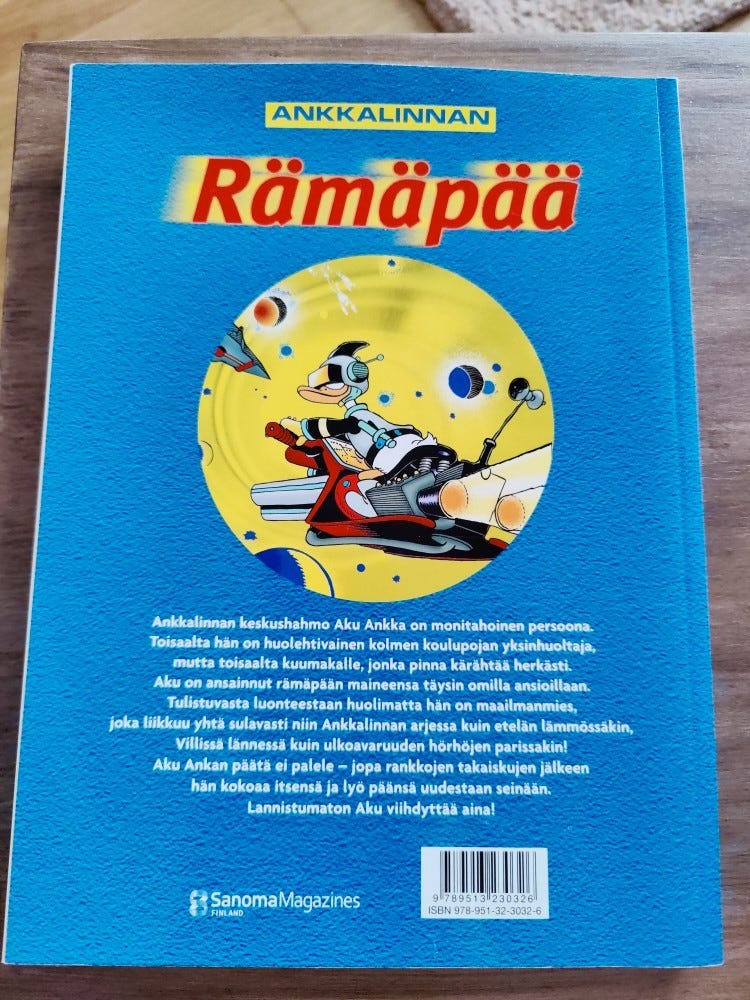 ANKKALINNAN
Rämäpää
Ankkalinnan keskushahmo Aku Ankka on monitahoinen persoona.
Toisaalta hän on huolehtivainen kolmen koulupojan yksinhuoltaja,
mutta toisaalta kuumakalle, jonka pinna kärähtää herkästi.
Aku on ansainnut rämäpään maineensa täysin omilla ansioillaan.
Tulistuvasta luonteestaan huolimatta hän on maailmanmies,
joka liikkuu yhtä sulavasti niin Ankkalinnan arjessa kuin etelän lämmössäkin,
Villissä lännessä kuin ulkoavaruuden hörhöjen parissakin!
Aku Ankan päätä ei palele – jopa rankkojen takaiskujen jälkeen
hän kokoaa itsensä ja lyö päänsä uudestaan seinään.
Lannistumaton Aku viihdyttää aina!
SanomaMagazines
FINLAND
9 789513 230326
ISBN 978-951-32-3032-6